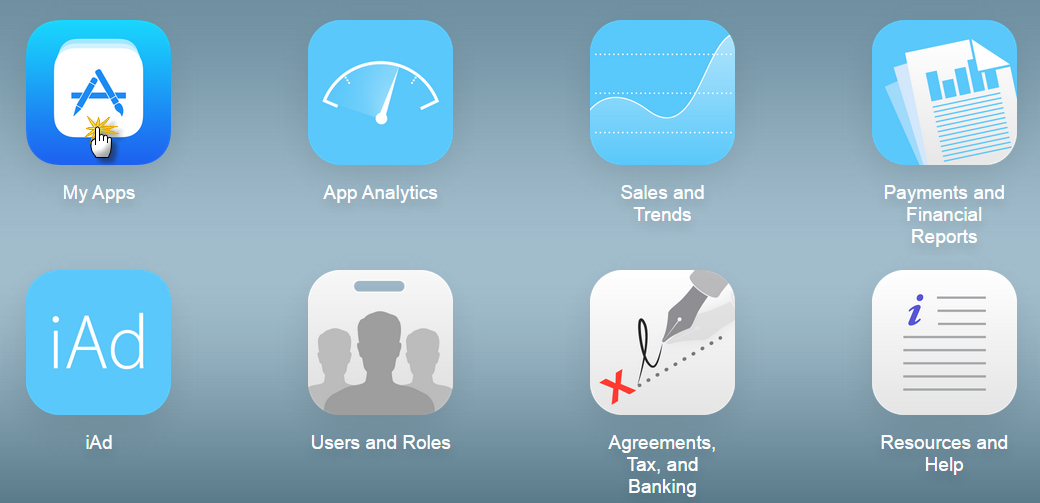 My Apps
App Analytics
Sales and
Trends
Payments and
Financial
Reports
iAd
iAd
Users and Roles
Agreements,
Tax, and
Banking
Resources and
Help